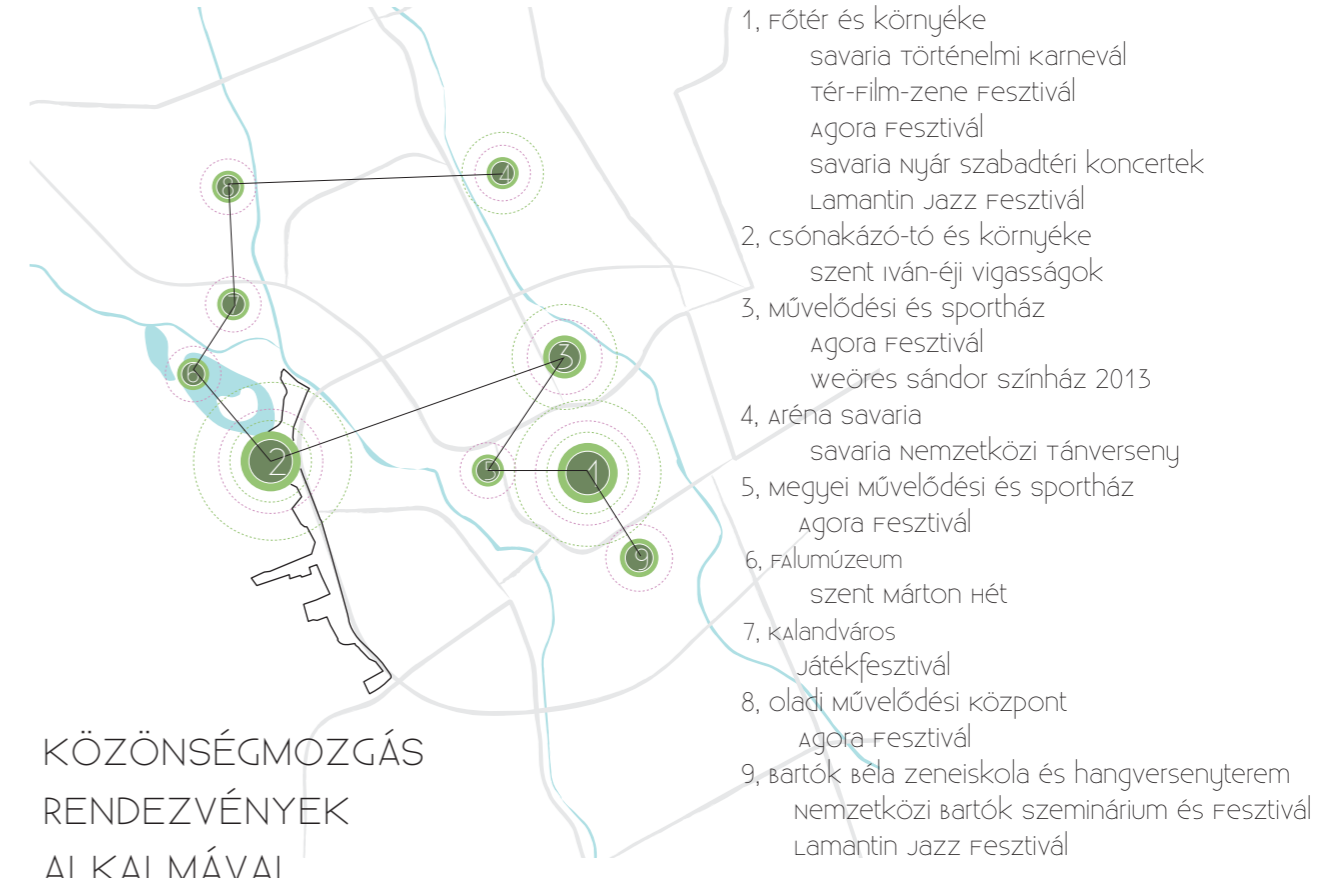 1, Főtér és környéke
Savaria Történelmi Karnevál
Tér-Film-Zene Fesztivál
Agora Fesztivál
Savaria Nyár szabadtéri koncertek
Lamantin Jazz Fesztivál
2, Csónakázó-tó és környéke
Szent Iván-éji vigasságok
3, Művelődési és sportház
Agora Fesztivál
Weöres Sándor Színház 2013
4, Aréna Savaria
Savaria Nemzetközi Tánverseny
5, Megyei Művelődési és Sportház
Agora Fesztivál
6, FAlumúzeum
Szent Márton Hét
7, KAlandváros
Játékfesztivál
8, Oladi Művelődési Központ
Agora Fesztivál
9, Bartók Béla zeneiskola és hangversenyterem
Nemzetközi Bartók Szeminárium és Fesztivál
Lamantin Jazz Fesztivál
8
4
7
3
6
2
5
1
9
KÖZÖNSÉGMOZGÁS
RENDEZVÉNYEK
ALKALMÁVAL